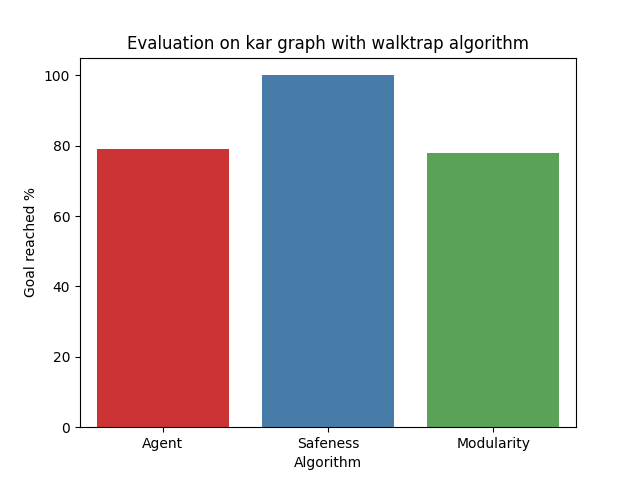 Evaluation on kar graph with walktrap algorithm
100
80
60
40
20
0
Goal reached %
Agent
Safeness
Modularity
Algorithm